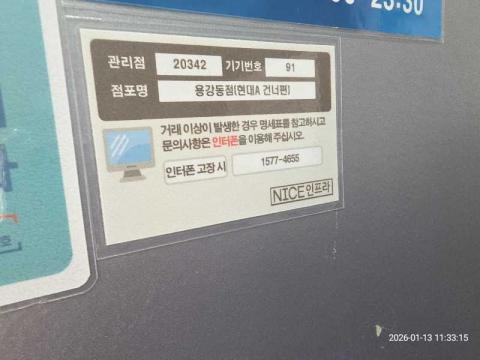 23:30
관리점 20342 기기번호 91
점포명 용강동점(현대A 건너편)
거래 이상이 발생한 경우 명세표를 참고하시고
문의사항은 인터폰을 이용해 주십시오.
인터폰 고장 시 1577-4655
NICE인프라
호
2026-01-13 11:33:15